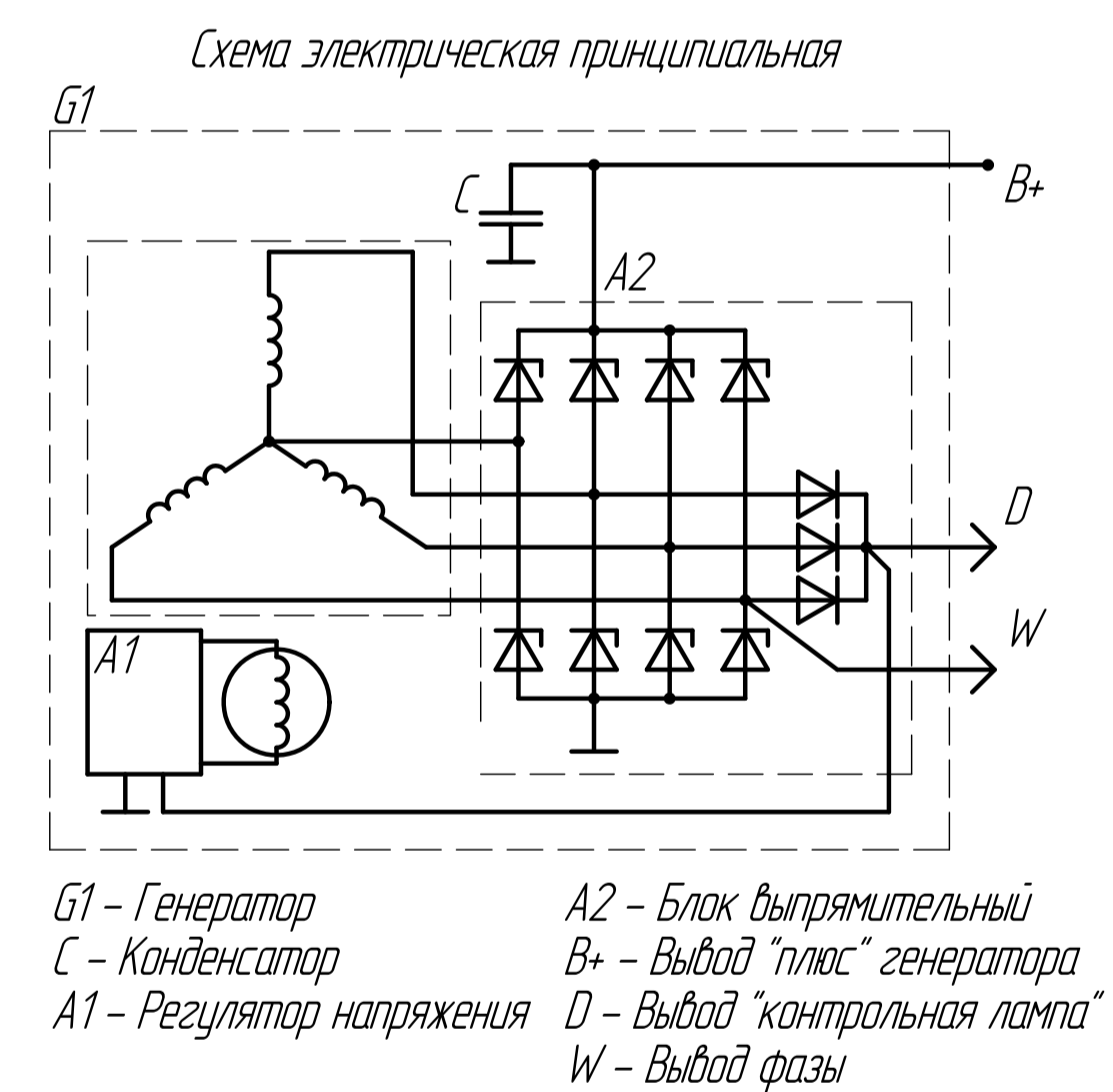 Схема электрическая принципиальная
G1
C
B+
A2
D
W
A1
G1 – Генератор
C – Конденсатор
A1 – Регулятор напряжения
A2 – Блок выпрямительный
B+ – Вывод "плюс" генератора
D – Вывод "контрольная лампа"
W – Вывод фазы